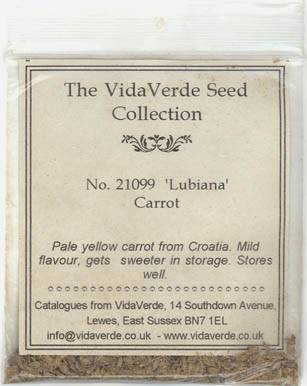 The VidaVerde Seed
Collection
No. 21099 'Lubiana'
Carrot
Pale yellow carrot from Croatia. Mild
flavour, gets sweeter in storage. Stores
well.
Catalogues from VidaVerde, 14 Southdown Avenue,
Lewes, East Sussex BN7 1EL
info@vidaverde.co.uk - www.vidaverde.co.uk